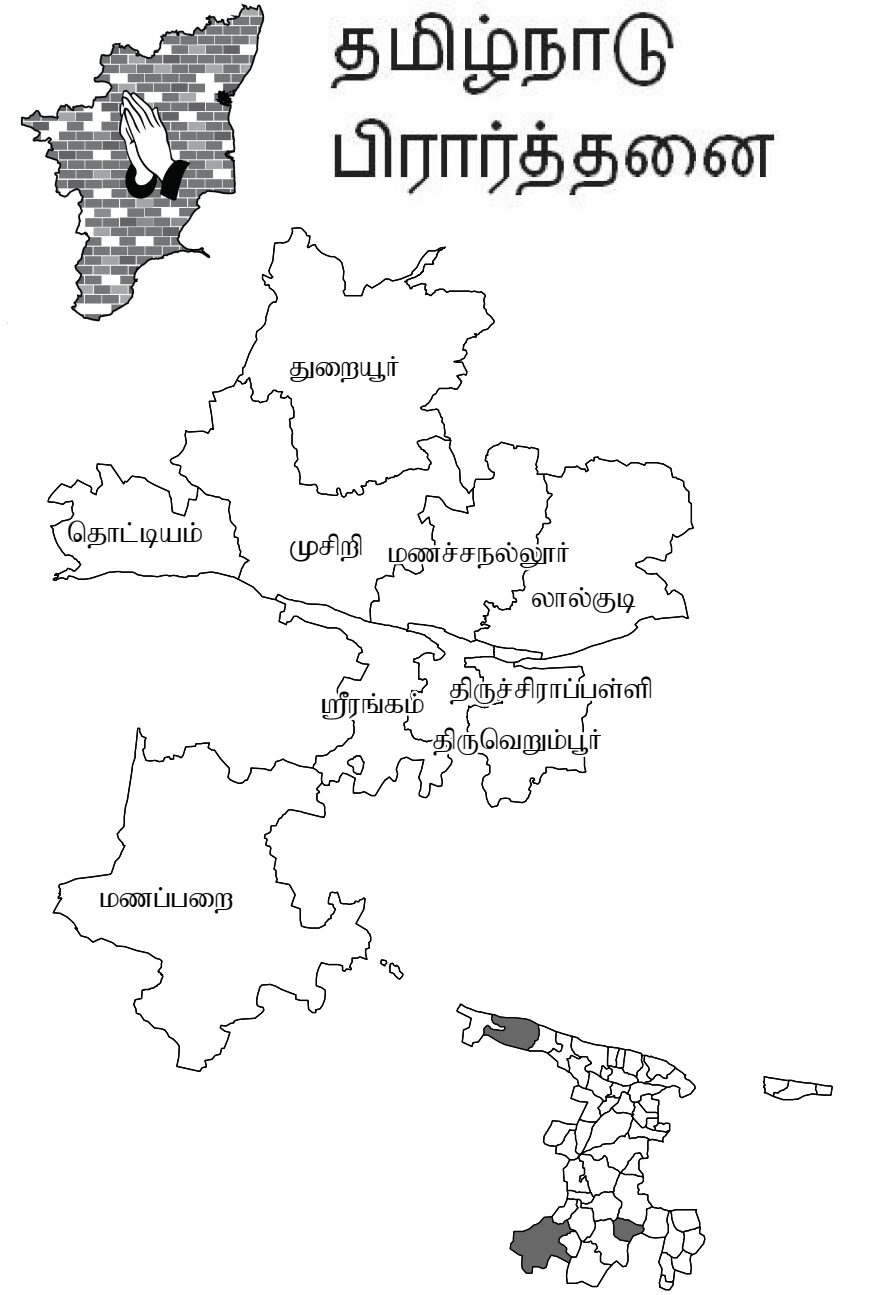 தமிழ்நாடு
பிரார்த்தனை
துறையூர்
தொட்டியம்
முசிறி
மணச்சநல்லூர்
லால்குடி
திருச்சிராப்பள்ளி
ஸ்ரீரங்கம்
திருவெறும்பூர்
மணப்பறை